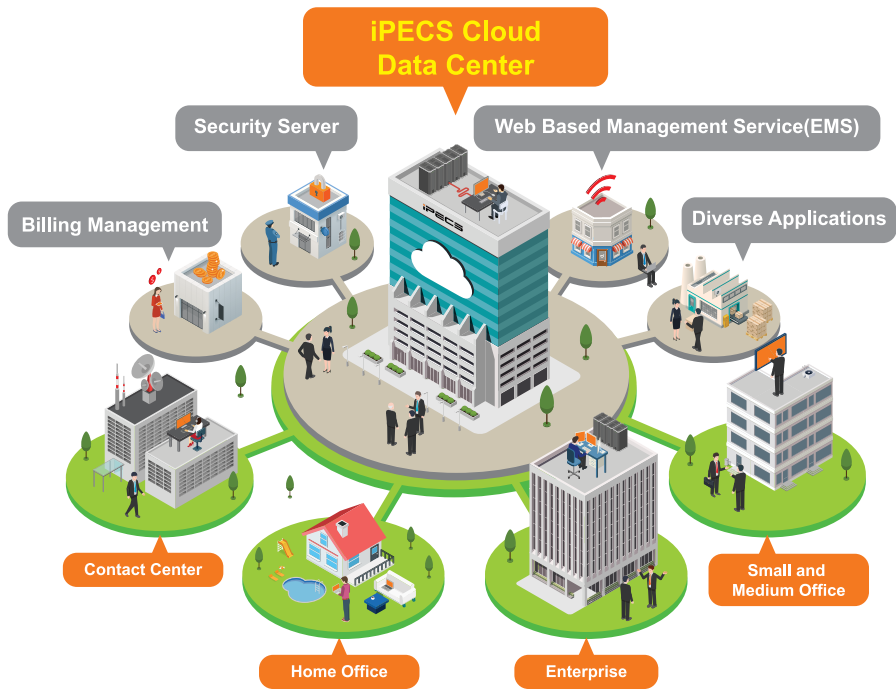 iPECS Cloud
Data Center
Security Server
Web Based Management Service(EMS)
Billing Management
Diverse Applications
iPECS
Contact Center
Small and
Medium Office
Home Office
Enterprise